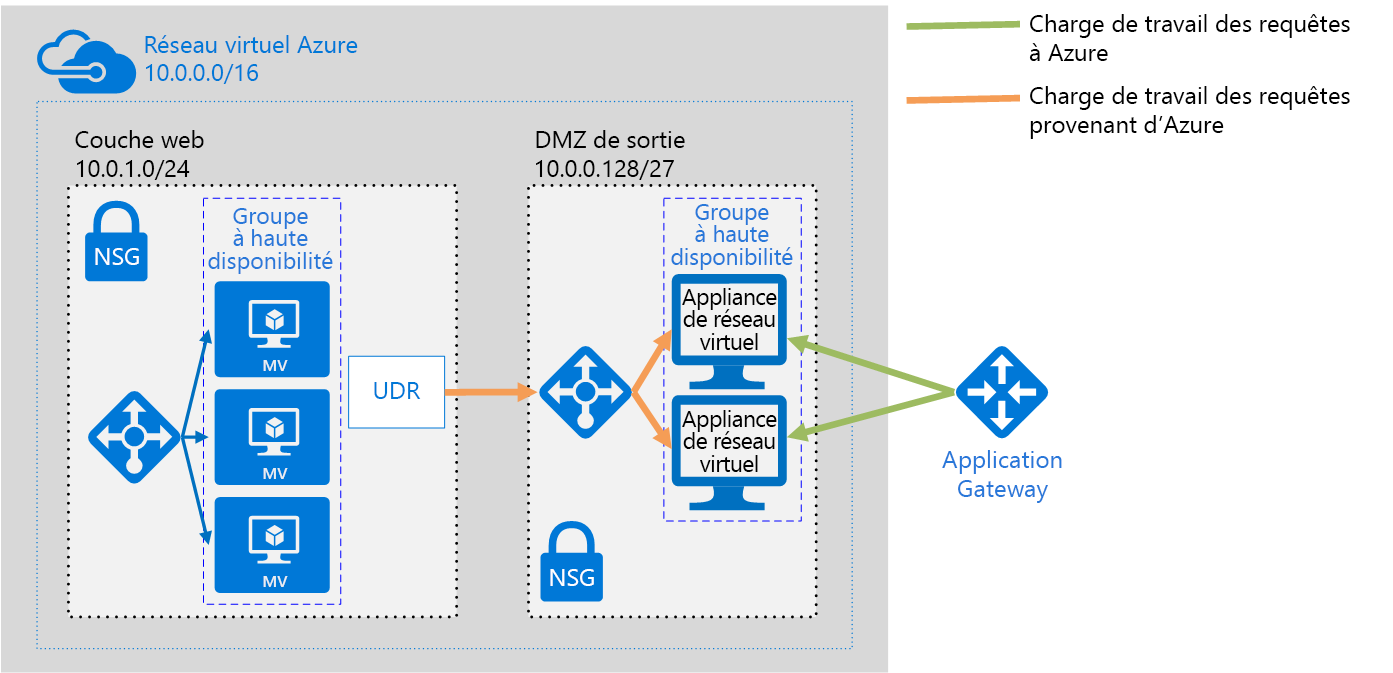 Réseau virtuel Azure
10.0.0.0/16
Charge de travail des requêtes
à Azure
Charge de travail des requêtes
provenant d’Azure
Couche web
10.0.1.0/24
NSG
Groupe
à haute
disponibilité
MV
MV
MV
UDR
DMZ de sortie
10.0.0.128/27
Groupe
à haute
disponibilité
Appliance
de réseau
virtuel
Appliance
de réseau
virtuel
NSG
Application
Gateway